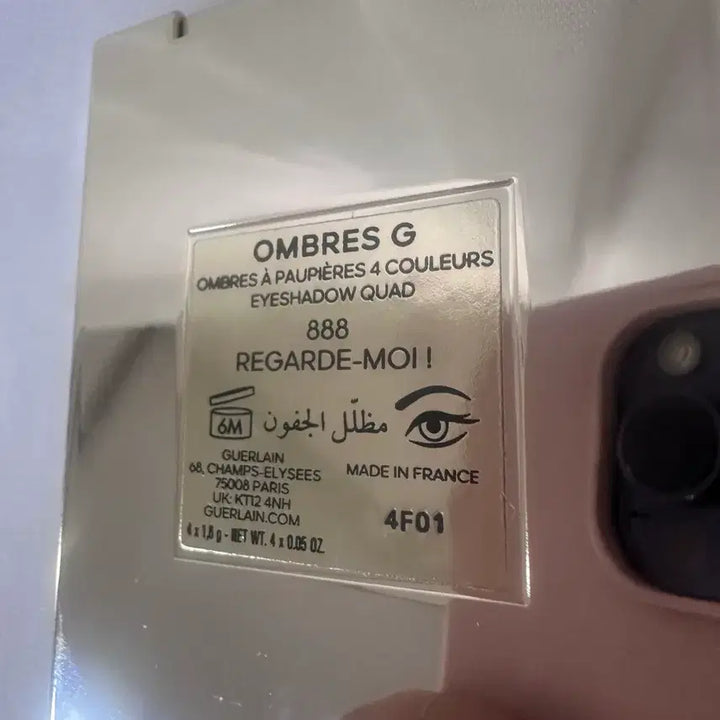 OMBRES G
OMBRES À PAUPIÈRES 4 COULEURS
EYESHADOW QUAD
888
REGARDE-MOI !
6M
مظلّل الجفون
GUERLAIN
68, CHAMPS-ELYSEES
75008 PARIS
UK: KT12 4NH
GUERLAIN.COM
4 x 1,8 g - NET WT. 4 x 0.05 OZ.
MADE IN FRANCE
4F01